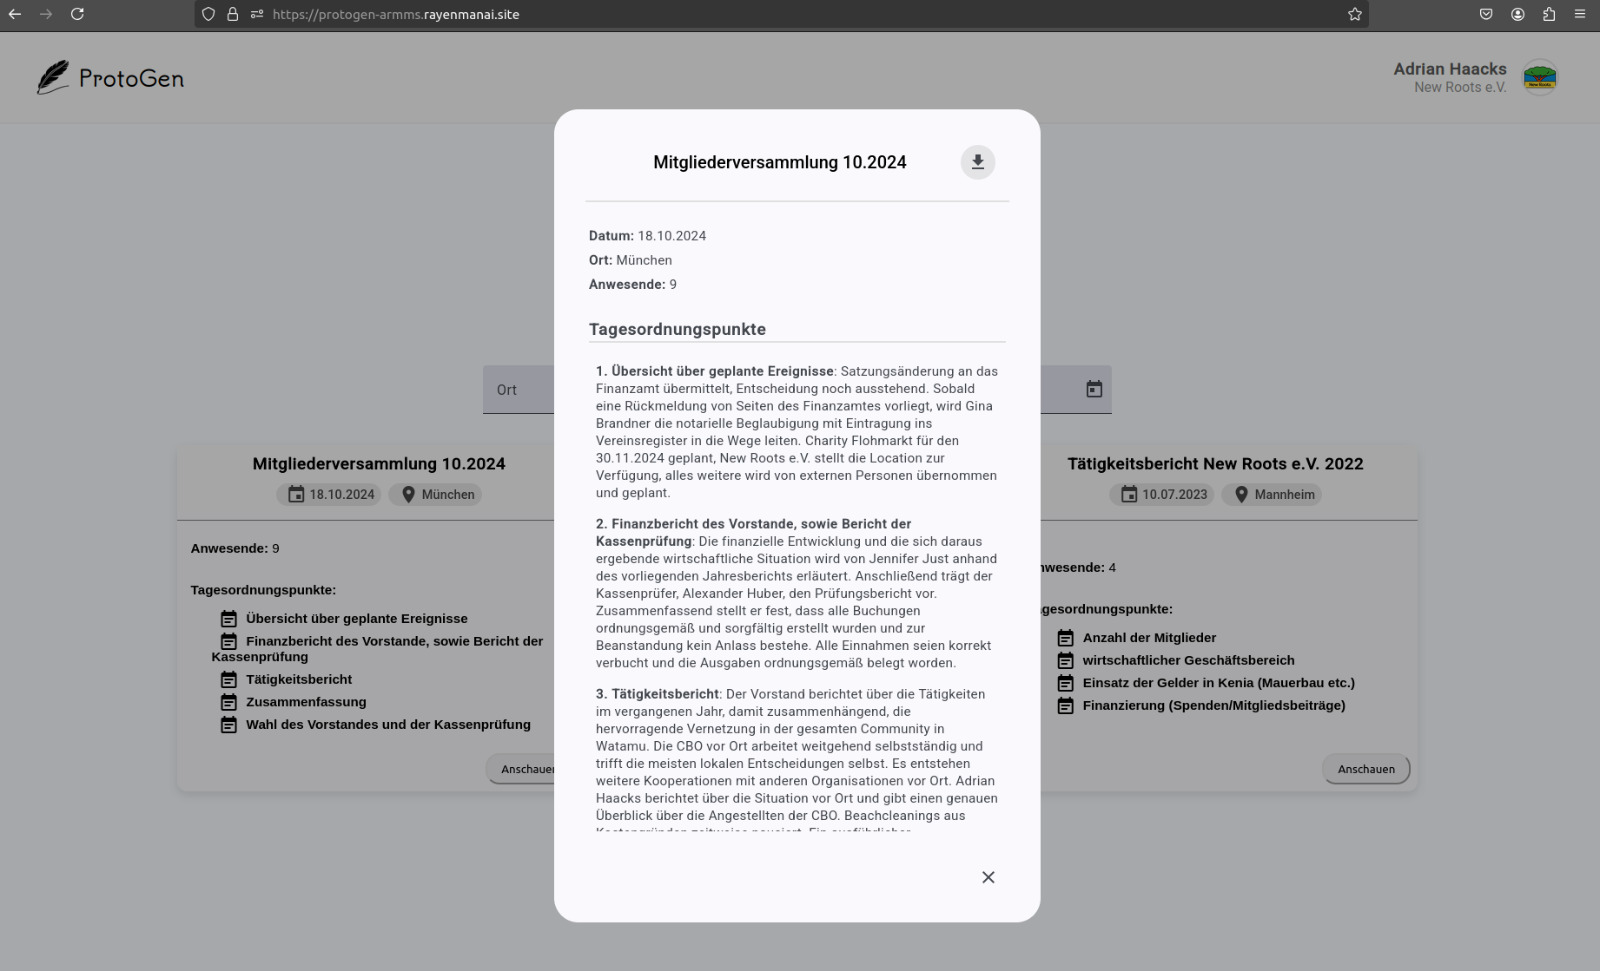 https://protogen-armms.rayenmanai.site
ProtoGen
Adrian Haacks
New Roots e.V.
New Roots
Mitgliederversammlung 10.2024
Datum: 18.10.2024
Ort: München
Anwesende: 9
Tagesordnungspunkte
1. Übersicht über geplante Ereignisse: Satzungsänderung an das
Finanzamt übermittelt, Entscheidung noch ausstehend. Sobald
eine Rückmeldung von Seiten des Finanzamtes vorliegt, wird Gina
Brandner die notarielle Beglaubigung mit Eintragung ins
Vereinsregister in die Wege leiten. Charity Flohmarkt für den
30.11.2024 geplant, New Roots e.V. stellt die Location zur
Verfügung, alles weitere wird von externen Personen übernommen
und geplant.
2. Finanzbericht des Vorstande, sowie Bericht der
Kassenprüfung: Die finanzielle Entwicklung und die sich daraus
ergebende wirtschaftliche Situation wird von Jennifer Just anhand
des vorliegenden Jahresberichts erläutert. Anschließend trägt der
Kassenprüfer, Alexander Huber, den Prüfungsbericht vor.
Zusammenfassend stellt er fest, dass alle Buchungen
ordnungsgemäß und sorgfältig erstellt wurden und zur
Beanstandung kein Anlass bestehe. Alle Einnahmen seien korrekt
verbucht und die Ausgaben ordnungsgemäß belegt worden.
3. Tätigkeitsbericht: Der Vorstand berichtet über die Tätigkeiten
im vergangenen Jahr, damit zusammenhängend, die
hervorragende Vernetzung in der gesamten Community in
Watamu. Die CBO vor Ort arbeitet weitgehend selbstständig und
trifft die meisten lokalen Entscheidungen selbst. Es entstehen
weitere Kooperationen mit anderen Organisationen vor Ort. Adrian
Haacks berichtet über die Situation vor Ort und gibt einen genauen
Überblick über die Angestellten der CBO. Beachcleanings aus
Kostengründen zeitweise pausiert. Ein ausführlicher
Ort
Mitgliederversammlung 10.2024
18.10.2024 München
Anwesende: 9
Tagesordnungspunkte:
Übersicht über geplante Ereignisse
Finanzbericht des Vorstande, sowie Bericht der
Kassenprüfung
Tätigkeitsbericht
Zusammenfassung
Wahl des Vorstandes und der Kassenprüfung
Anschauen
Tätigkeitsbericht New Roots e.V. 2022
10.07.2023 Mannheim
nwesende: 4
agesordnungspunkte:
Anzahl der Mitglieder
wirtschaftlicher Geschäftsbereich
Einsatz der Gelder in Kenia (Mauerbau etc.)
Finanzierung (Spenden/Mitgliedsbeiträge)
Anschauen